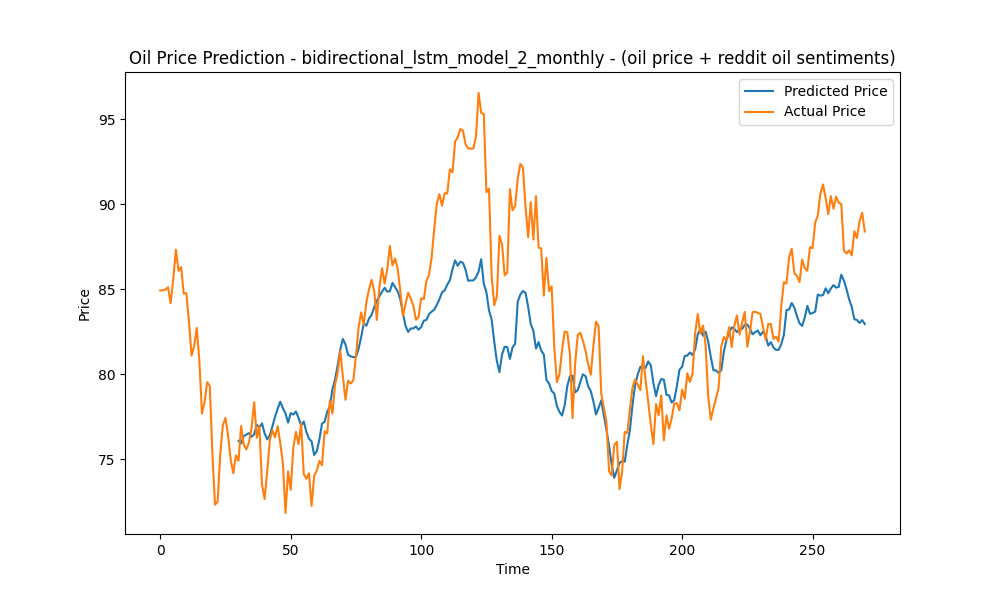 Oil Price Prediction - bidirectional_lstm_model_2_monthly - (oil price + reddit oil sentiments)
Predicted Price
Actual Price
95
90
85
80
75
Price
0 50 100 150 200 250
Time